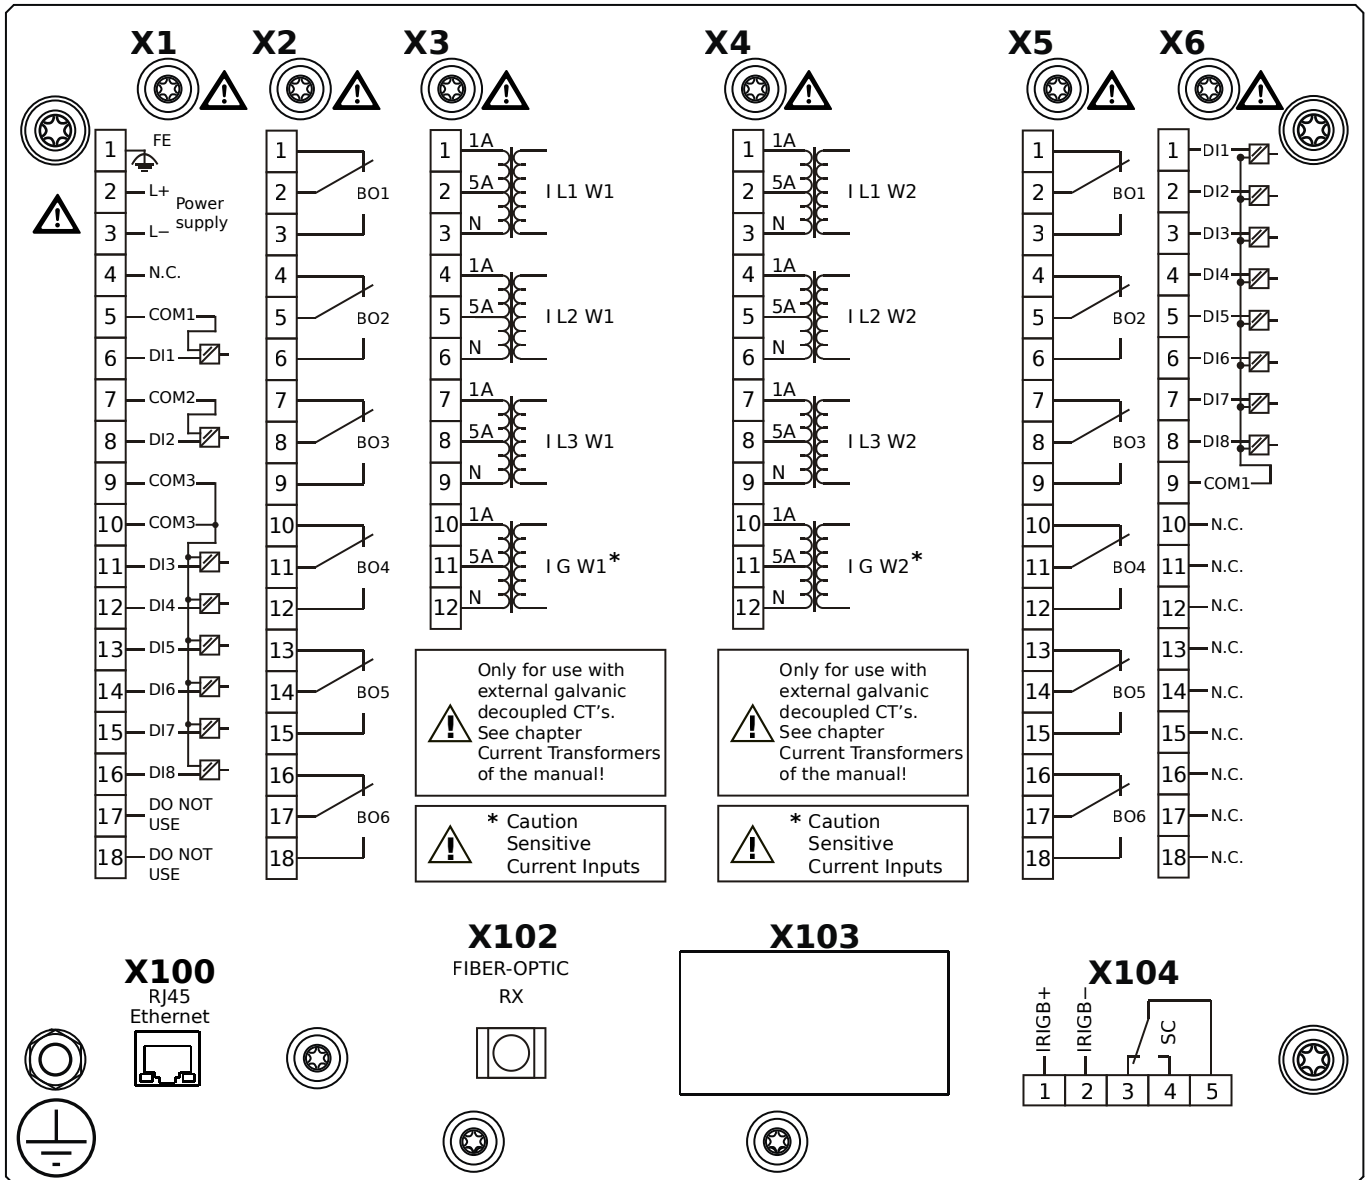 X1
X2
X3
X4
X5
X6
1 FE
2 L+
3 L−
Power
supply
4 N.C.
5 COM1
6 DI1
7 COM2
8 DI2
9 COM3
10 COM3
11 DI3
12 DI4
13 DI5
14 DI6
15 DI7
16 DI8
17 DO NOT
USE
18 DO NOT
USE
1
2 BO1
3
4
5 BO2
6
7
8 BO3
9
10
11 BO4
12
13
14 BO5
15
16
17 BO6
18
1 1A
2 5A I L1 W1
3 N
4 1A
5 5A I L2 W1
6 N
7 1A
8 5A I L3 W1
9 N
10 1A
11 5A I G W1*
12 N
Only for use with
external galvanic
decoupled CT's.
See chapter
Current Transformers
of the manual!
* Caution
Sensitive
Current Inputs
1 1A
2 5A I L1 W2
3 N
4 1A
5 5A I L2 W2
6 N
7 1A
8 5A I L3 W2
9 N
10 1A
11 5A I G W2*
12 N
Only for use with
external galvanic
decoupled CT's.
See chapter
Current Transformers
of the manual!
* Caution
Sensitive
Current Inputs
1
2 BO1
3
4
5 BO2
6
7
8 BO3
9
10
11 BO4
12
13
14 BO5
15
16
17 BO6
18
1 DI1
2 DI2
3 DI3
4 DI4
5 DI5
6 DI6
7 DI7
8 DI8
9 COM1
10 N.C.
11 N.C.
12 N.C.
13 N.C.
14 N.C.
15 N.C.
16 N.C.
17 N.C.
18 N.C.
X100
RJ45
Ethernet
X102
FIBER-OPTIC
RX
X103
X104
IRIGB+
IRIGB−
SC
1 2 3 4 5